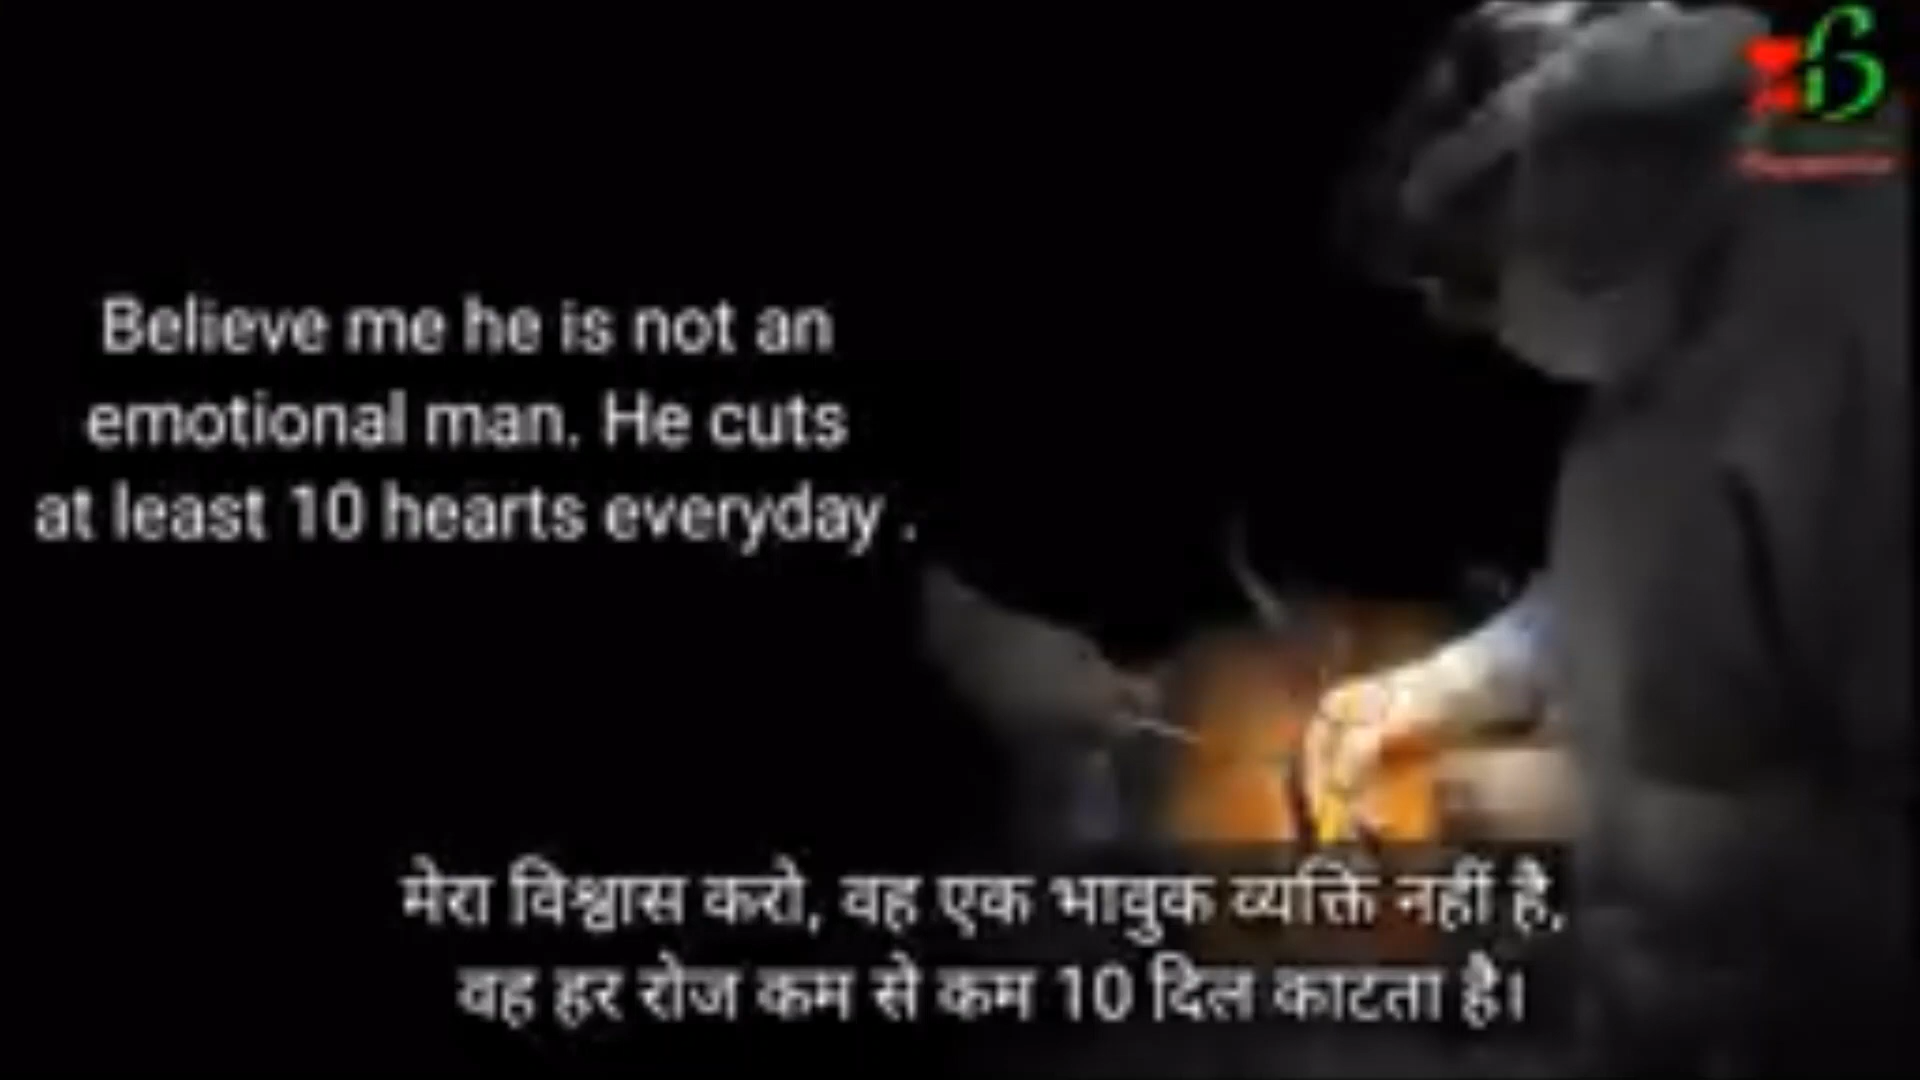 Believe me he is not an
emotional man. He cuts
at least 10 hearts everyday .
मेरा विश्वास करो, वह एक भावुक व्यक्ति नहीं है,
वह हर रोज कम से कम 10 दिल काटता है।